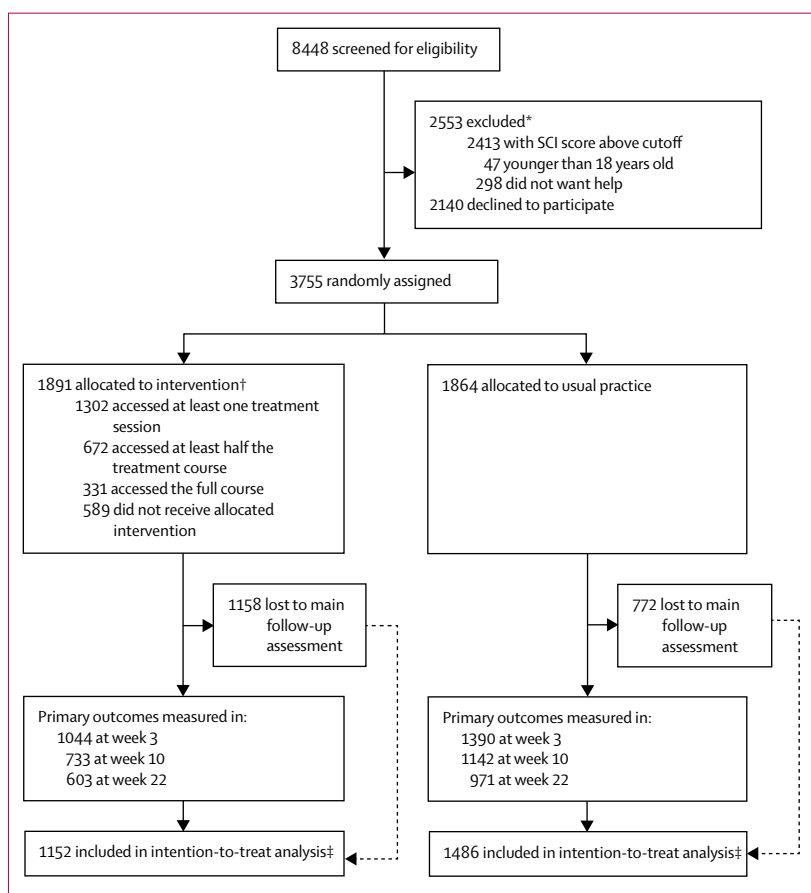 8448 screened for eligibility
2553 excluded*
2413 with SCI score above cutoff
47 younger than 18 years old
298 did not want help
2140 declined to participate
3755 randomly assigned
1891 allocated to intervention†
1302 accessed at least one treatment
session
672 accessed at least half the
treatment course
331 accessed the full course
589 did not receive allocated
intervention
1864 allocated to usual practice
1158 lost to main
follow-up
assessment
772 lost to main
follow-up
assessment
Primary outcomes measured in:
1044 at week 3
733 at week 10
603 at week 22
Primary outcomes measured in:
1390 at week 3
1142 at week 10
971 at week 22
1152 included in intention-to-treat analysis‡
1486 included in intention-to-treat analysis‡